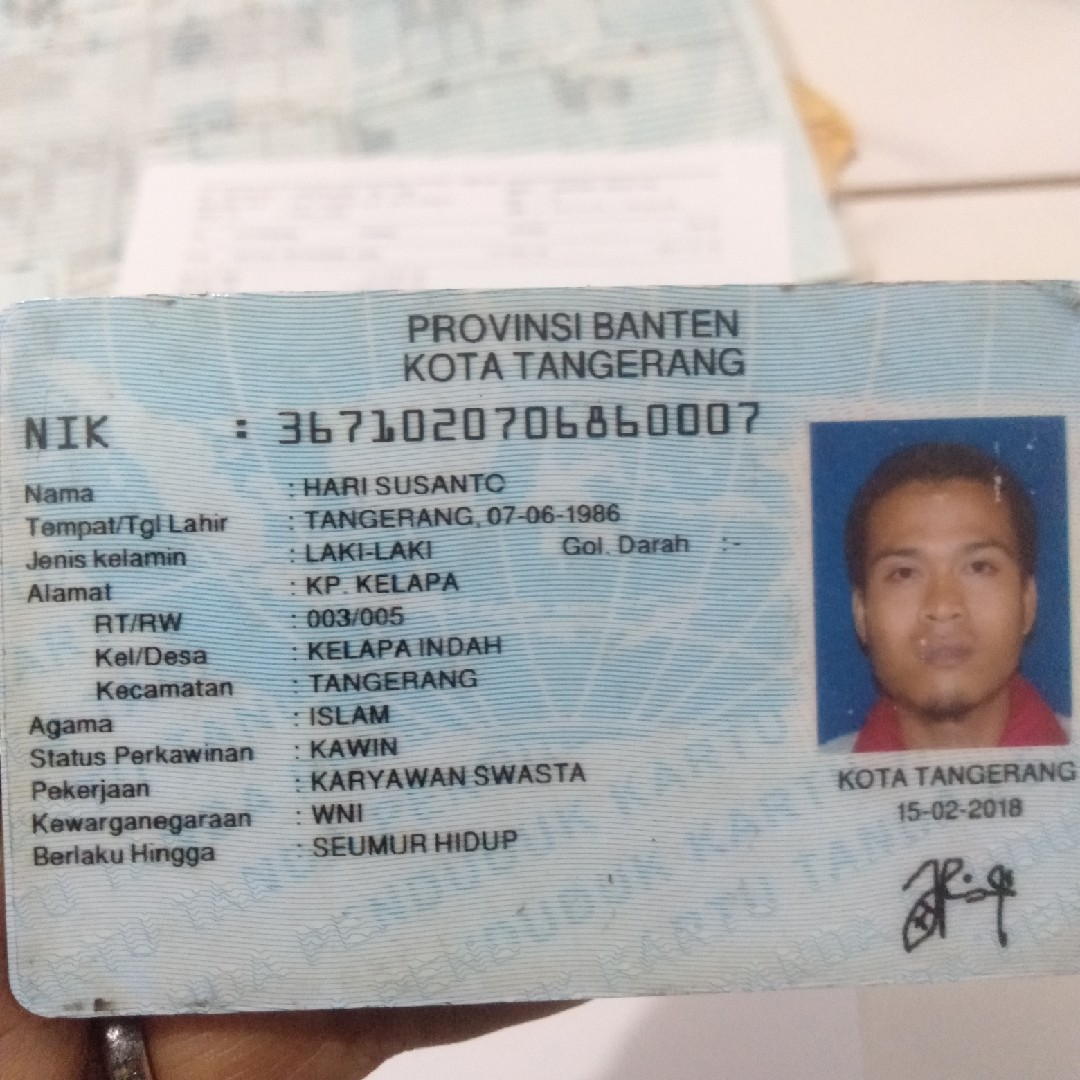 PROVINSI BANTEN
KOTA TANGERANG
NIK : 3671020706860007
Nama : HARI SUSANTO
Tempat/Tgl Lahir : TANGERANG, 07-06-1986
Jenis kelamin : LAKI-LAKI Gol. Darah :-
Alamat : KP. KELAPA
RT/RW : 003/005
Kel/Desa : KELAPA INDAH
Kecamatan : TANGERANG
Agama : ISLAM
Status Perkawinan : KAWIN
Pekerjaan : KARYAWAN SWASTA
Kewarganegaraan : WNI
Berlaku Hingga : SEUMUR HIDUP
KOTA TANGERANG
15-02-2018